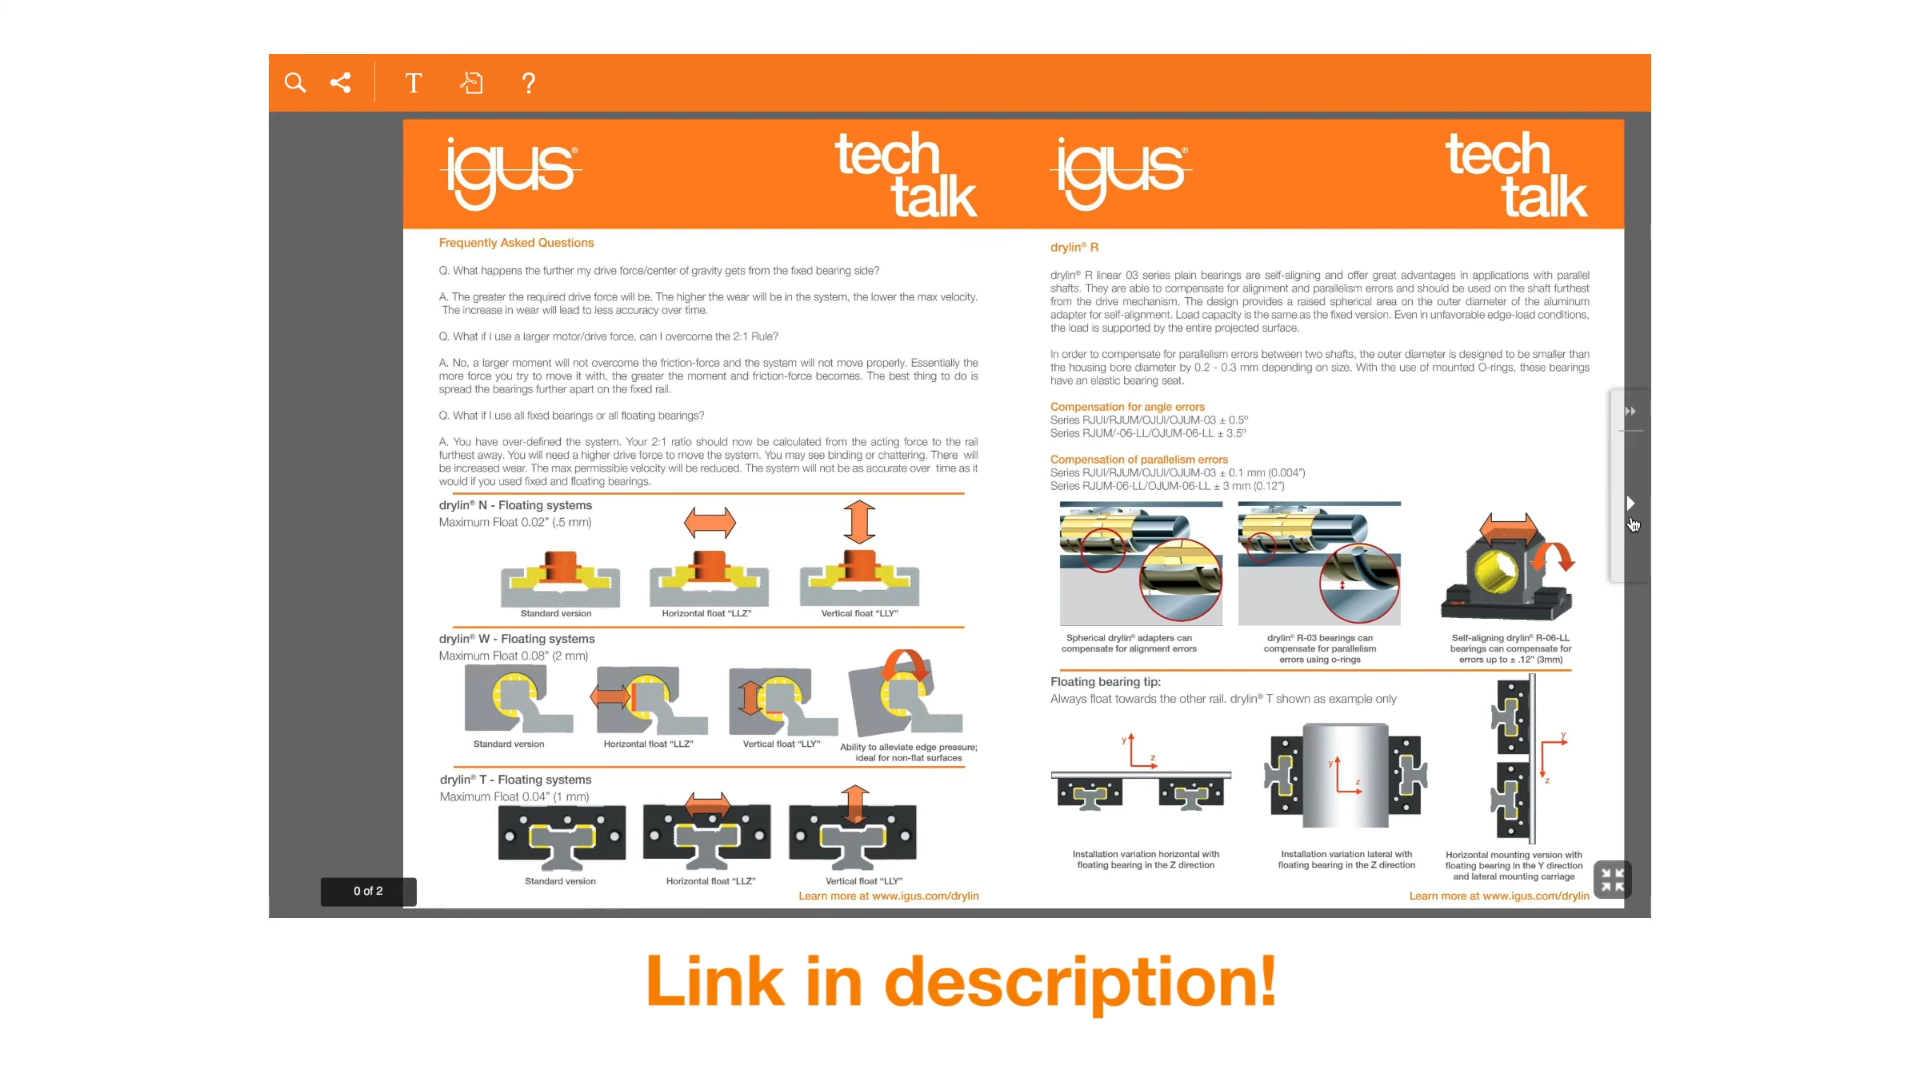 T ?
igus®
tech
talk
Frequently Asked Questions
Q. What happens the further my drive force/center of gravity gets from the fixed bearing side?
A. The greater the required drive force will be. The higher the wear will be in the system, the lower the max velocity.
The increase in wear will lead to less accuracy over time.
Q. What if I use a larger motor/drive force, can I overcome the 2:1 Rule?
A. No, a larger moment will not overcome the friction-force and the system will not move properly. Essentially the
more force you try to move it with, the greater the moment and friction-force becomes. The best thing to do is
spread the bearings further apart on the fixed rail.
Q. What if I use all fixed bearings or all floating bearings?
A. You have over-defined the system. Your 2:1 ratio should now be calculated from the acting force to the rail
furthest away. You will need a higher drive force to move the system. You may see binding or chattering. There will
be increased wear. The max permissible velocity will be reduced. The system will not be as accurate over time as it
would if you used fixed and floating bearings.
drylin® N - Floating systems
Maximum Float 0.02" (.5 mm)
Standard version
Horizontal float "LLZ"
Vertical float "LLY"
drylin® W - Floating systems
Maximum Float 0.08" (2 mm)
Standard version
Horizontal float "LLZ"
Vertical float "LLY"
Ability to alleviate edge pressure;
ideal for non-flat surfaces
drylin® T - Floating systems
Maximum Float 0.04" (1 mm)
Standard version
Horizontal float "LLZ"
Vertical float "LLY"
Learn more at www.igus.com/drylin
0 of 2
igus®
tech
talk
drylin® R
drylin® R linear 03 series plain bearings are self-aligning and offer great advantages in applications with parallel
shafts. They are able to compensate for alignment and parallelism errors and should be used on the shaft furthest
from the drive mechanism. The design provides a raised spherical area on the outer diameter of the aluminum
adapter for self-alignment. Load capacity is the same as the fixed version. Even in unfavorable edge-load conditions,
the load is supported by the entire projected surface.
In order to compensate for parallelism errors between two shafts, the outer diameter is designed to be smaller than
the housing bore diameter by 0.2 - 0.3 mm depending on size. With the use of mounted O-rings, these bearings
have an elastic bearing seat.
Compensation for angle errors
Series RJUI/RJUM/OJUI/OJUM-03 ± 0.5º
Series RJUM/-06-LL/OJUM-06-LL ± 3.5º
Compensation of parallelism errors
Series RJUI/RJUM/OJUI/OJUM-03 ± 0.1 mm (0.004")
Series RJUM-06-LL/OJUM-06-LL ± 3 mm (0.12")
Spherical drylin® adapters can
compensate for alignment errors
drylin® R-03 bearings can
compensate for parallelism
errors using o-rings
Self-aligning drylin® R-06-LL
bearings can compensate for
errors up to ± .12" (3mm)
Floating bearing tip:
Always float towards the other rail. drylin® T shown as example only
y
z
y
z
y
z
Installation variation horizontal with
floating bearing in the Z direction
Installation variation lateral with
floating bearing in the Z direction
Horizontal mounting version with
floating bearing in the Y direction
and lateral mounting carriage
Learn more at www.igus.com/drylin
Link in description!